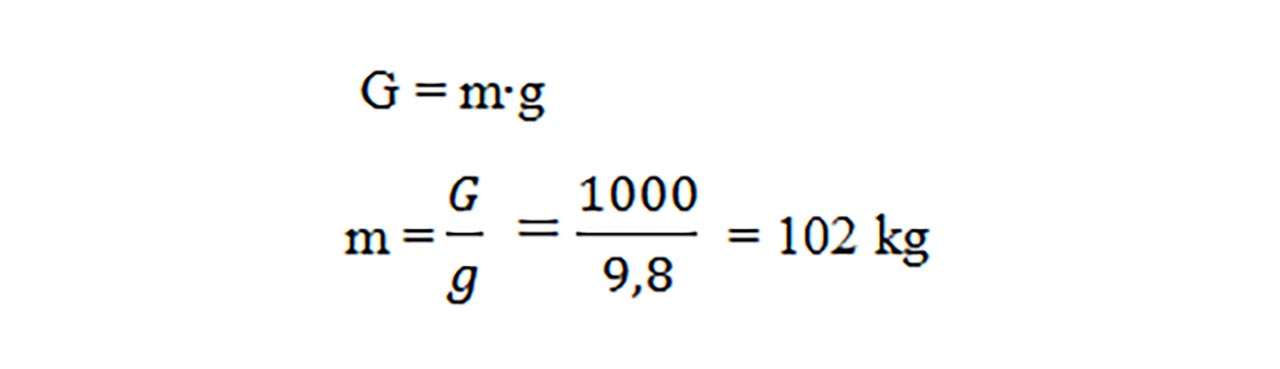 G = m·g
m = G/g = 1000/9,8 = 102 kg